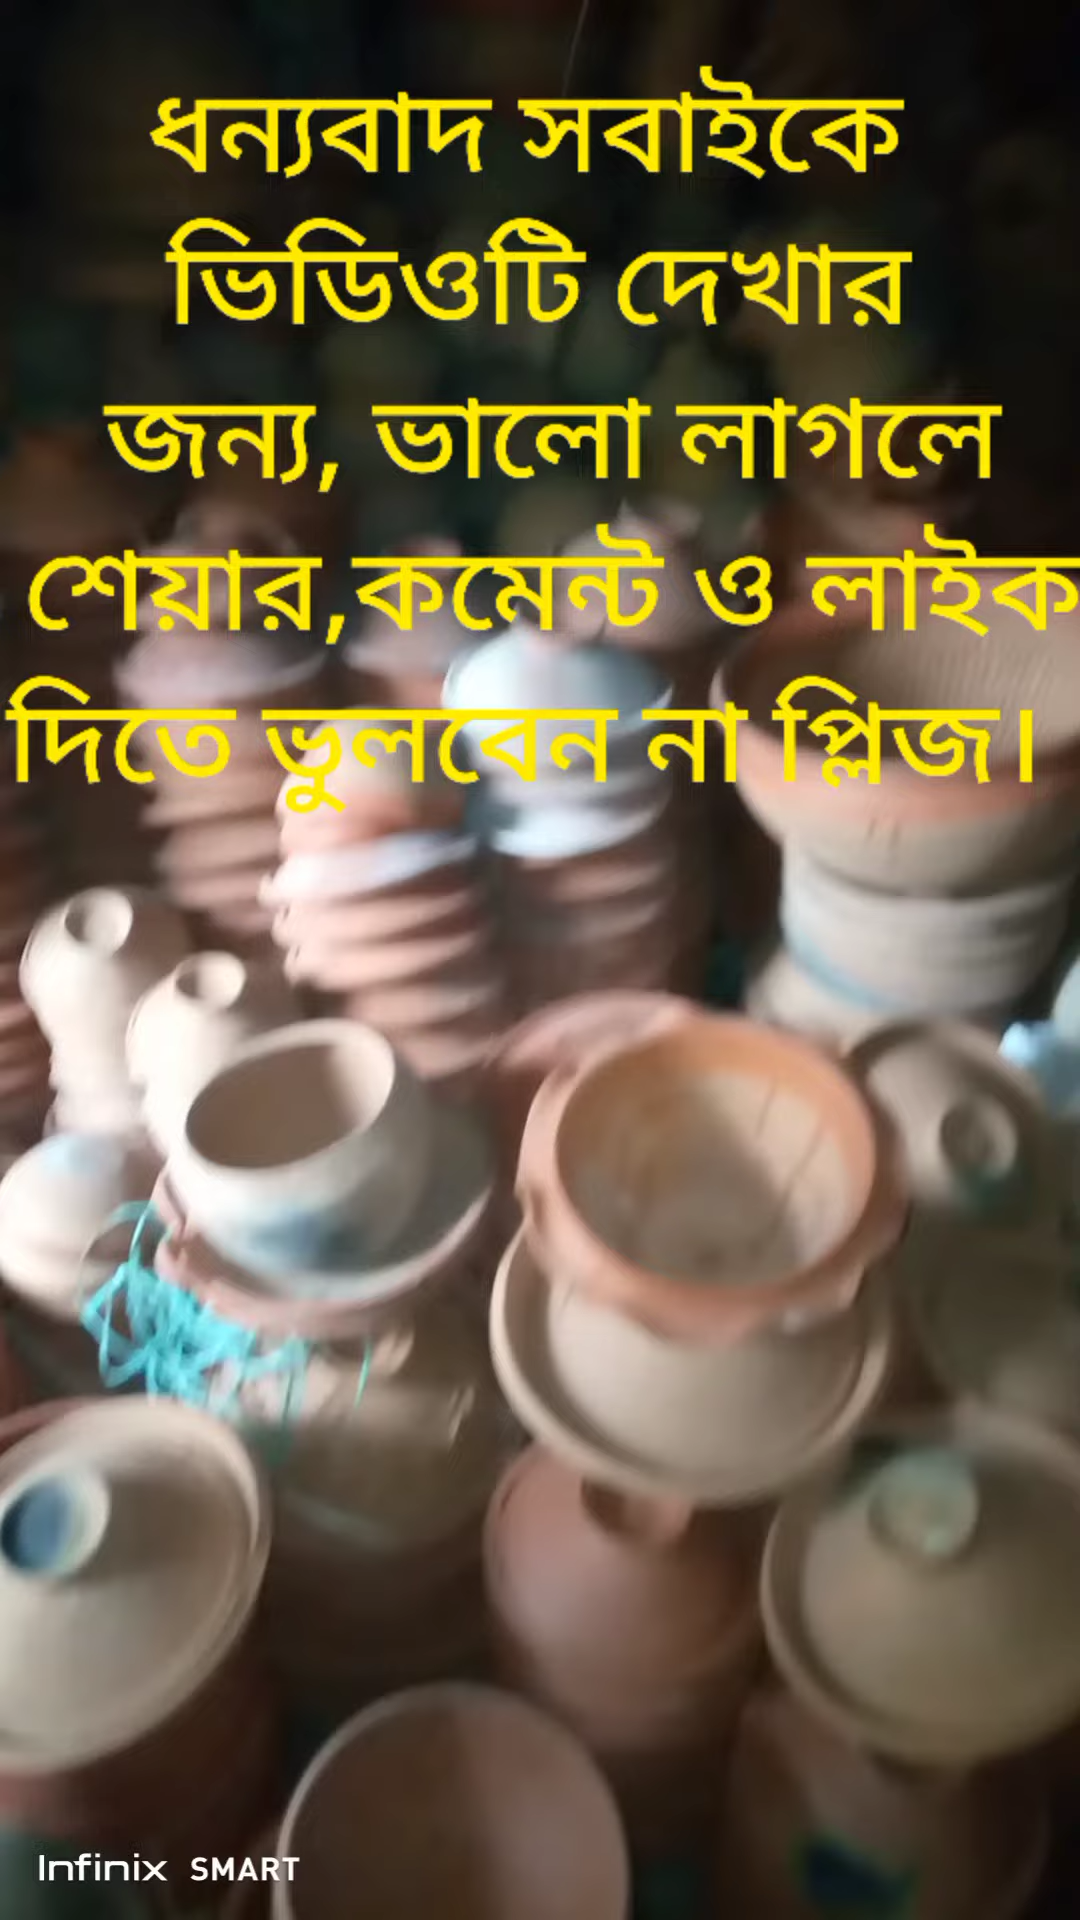 ধন্যবাদ সবাইকে
ভিডিওটি দেখার
জন্য, ভালো লাগলে
শেয়ার,কমেন্ট ও লাইক
দিতে ভুলবেন না প্লিজ।
Infinix SMART